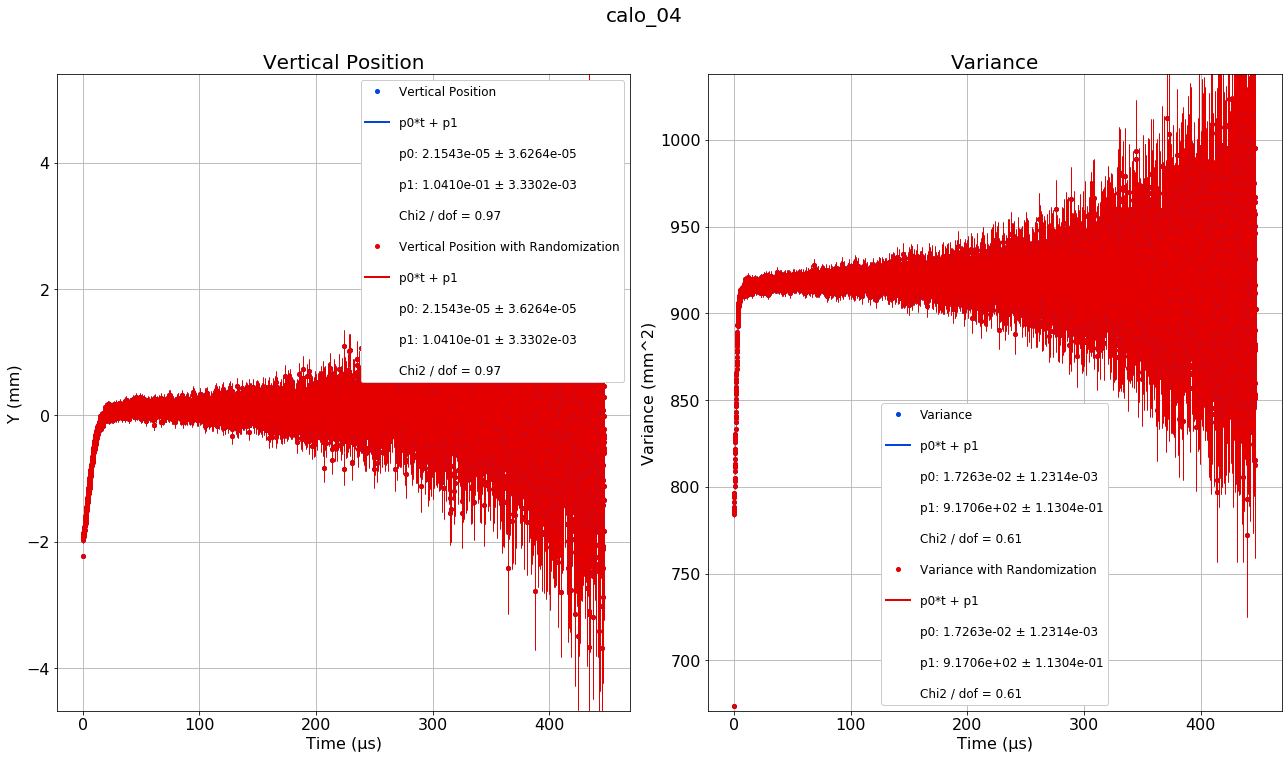 calo_04
Vertical Position
Y (mm)
4
2
0
−2
−4
0 100 200 300 400
Time (µs)
Vertical Position
p0*t + p1
p0: 2.1543e-05 ± 3.6264e-05
p1: 1.0410e-01 ± 3.3302e-03
Chi2 / dof = 0.97
Vertical Position with Randomization
p0*t + p1
p0: 2.1543e-05 ± 3.6264e-05
p1: 1.0410e-01 ± 3.3302e-03
Chi2 / dof = 0.97
Variance
Variance (mm^2)
1000
950
900
850
800
750
700
0 100 200 300 400
Time (µs)
Variance
p0*t + p1
p0: 1.7263e-02 ± 1.2314e-03
p1: 9.1706e+02 ± 1.1304e-01
Chi2 / dof = 0.61
Variance with Randomization
p0*t + p1
p0: 1.7263e-02 ± 1.2314e-03
p1: 9.1706e+02 ± 1.1304e-01
Chi2 / dof = 0.61